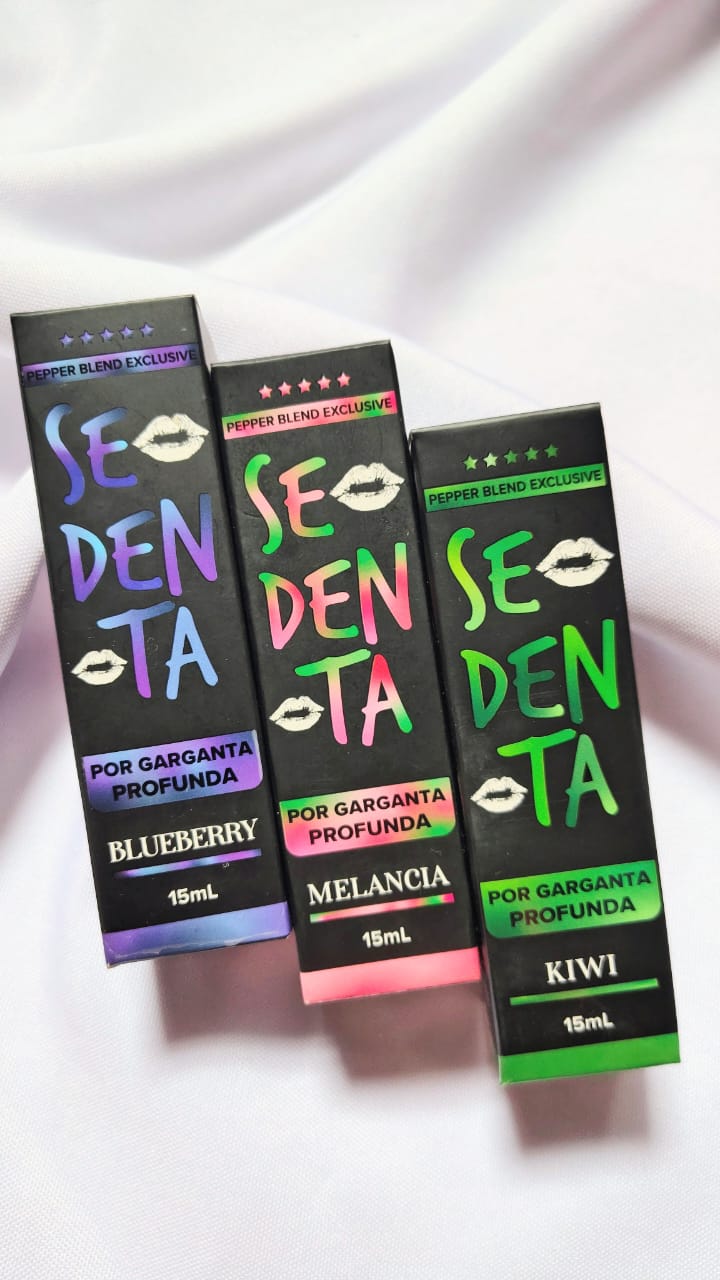 PEPPER BLEND EXCLUSIVE
SE
DEN
TA
POR GARGANTA
PROFUNDA
BLUEBERRY
15mL
PEPPER BLEND EXCLUSIVE
SE
DEN
TA
POR GARGANTA
PROFUNDA
MELANCIA
15mL
PEPPER BLEND EXCLUSIVE
SE
DEN
TA
POR GARGANTA
PROFUNDA
KIWI
15mL